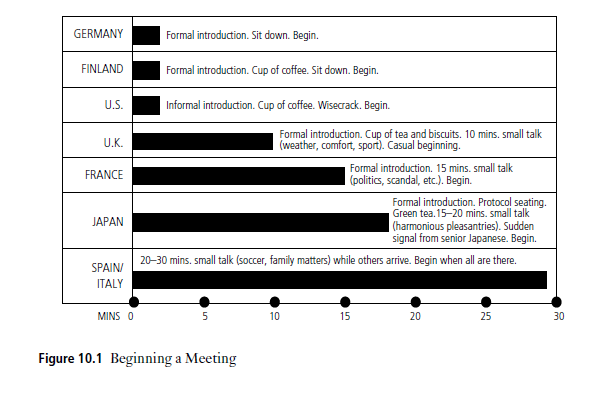 GERMANY
Formal introduction. Sit down. Begin.
FINLAND
Formal introduction. Cup of coffee. Sit down. Begin.
U.S.
Informal introduction. Cup of coffee. Wisecrack. Begin.
U.K.
Formal introduction. Cup of tea and biscuits. 10 mins. small talk
(weather, comfort, sport). Casual beginning.
FRANCE
Formal introduction. 15 mins. small talk
(politics, scandal, etc.). Begin.
JAPAN
Formal introduction. Protocol seating.
Green tea.15–20 mins. small talk
(harmonious pleasantries). Sudden
signal from senior Japanese. Begin.
SPAIN/
ITALY
20–30 mins. small talk (soccer, family matters) while others arrive. Begin when all are there.
MINS 0 5 10 15 20 25 30
Figure 10.1 Beginning a Meeting